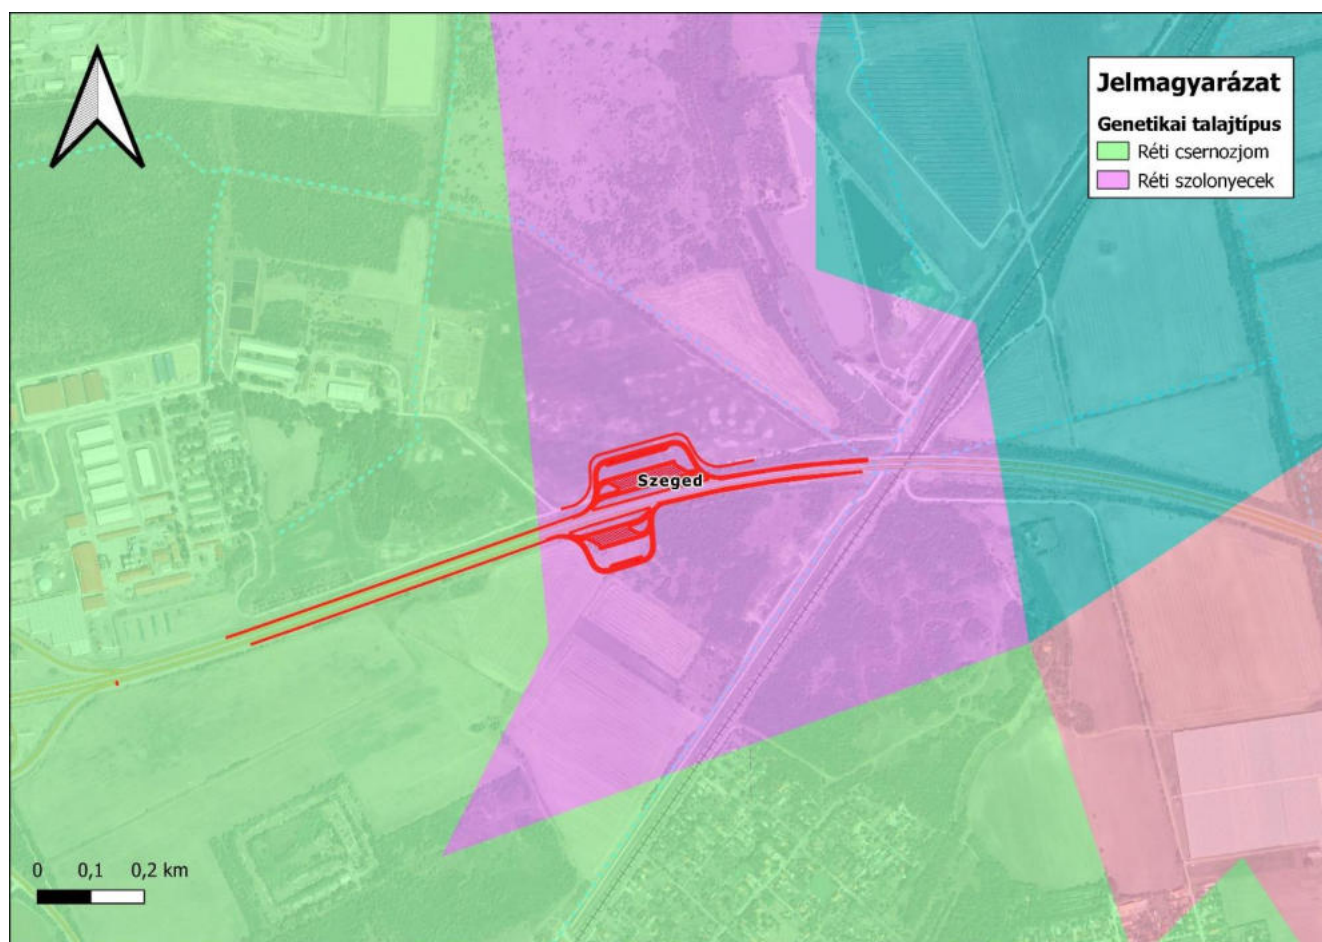 Jelmagyarázat
Genetikai talajtípus
Réti csernozjom
Réti szolonyecek
Szeged
0 0,1 0,2 km